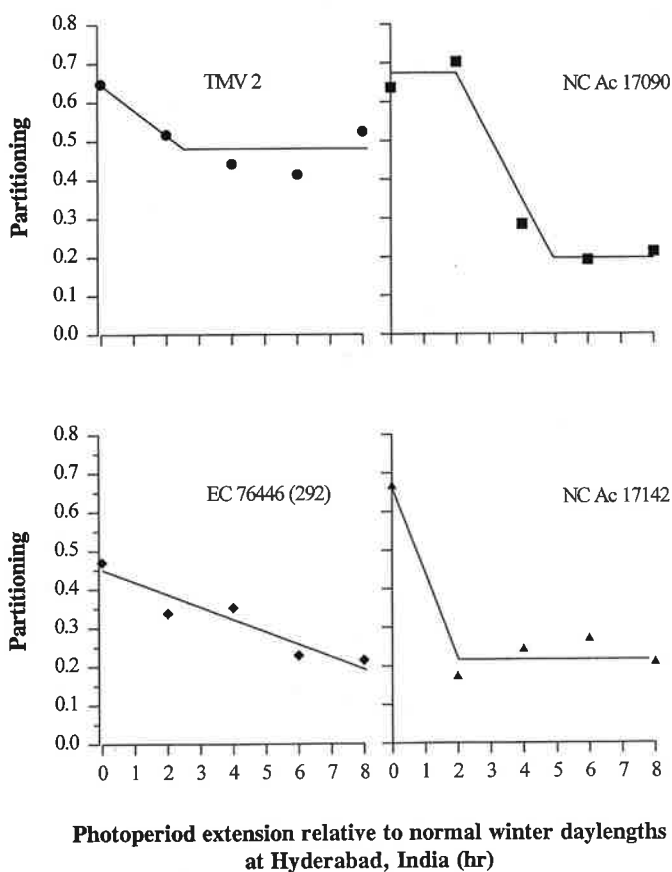 0.8
0.7
0.6
0.5
0.4
0.3
0.2
0.1
0.0
Partitioning
TMV 2
NC Ac 17090
0.8
0.7
0.6
0.5
0.4
0.3
0.2
0.1
0.0
Partitioning
EC 76446 (292)
NC Ac 17142
0 1 2 3 4 5 6 7 8
0 1 2 3 4 5 6 7 8
Photoperiod extension relative to normal winter daylengths
at Hyderabad, India (hr)